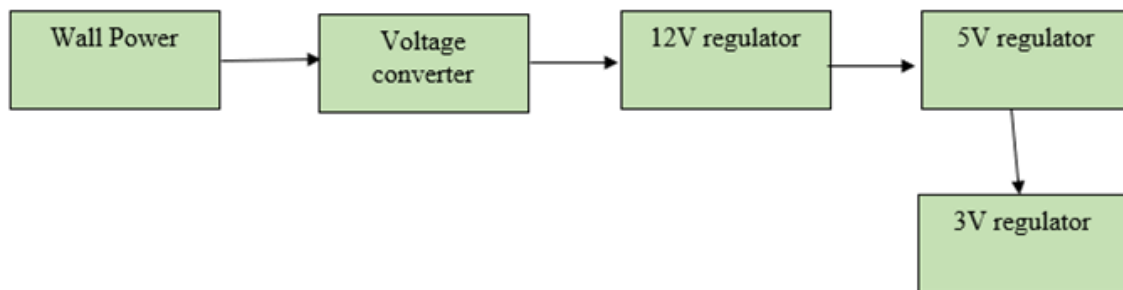 Wall Power
Voltage
converter
12V regulator
5V regulator
3V regulator